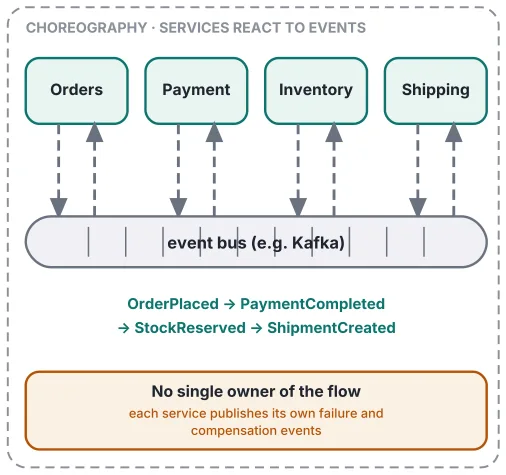 CHOREOGRAPHY · SERVICES REACT TO EVENTS
Orders
Payment
Inventory
Shipping
event bus (e.g. Kafka)
OrderPlaced → PaymentCompleted
→ StockReserved → ShipmentCreated
No single owner of the flow
each service publishes its own failure and
compensation events